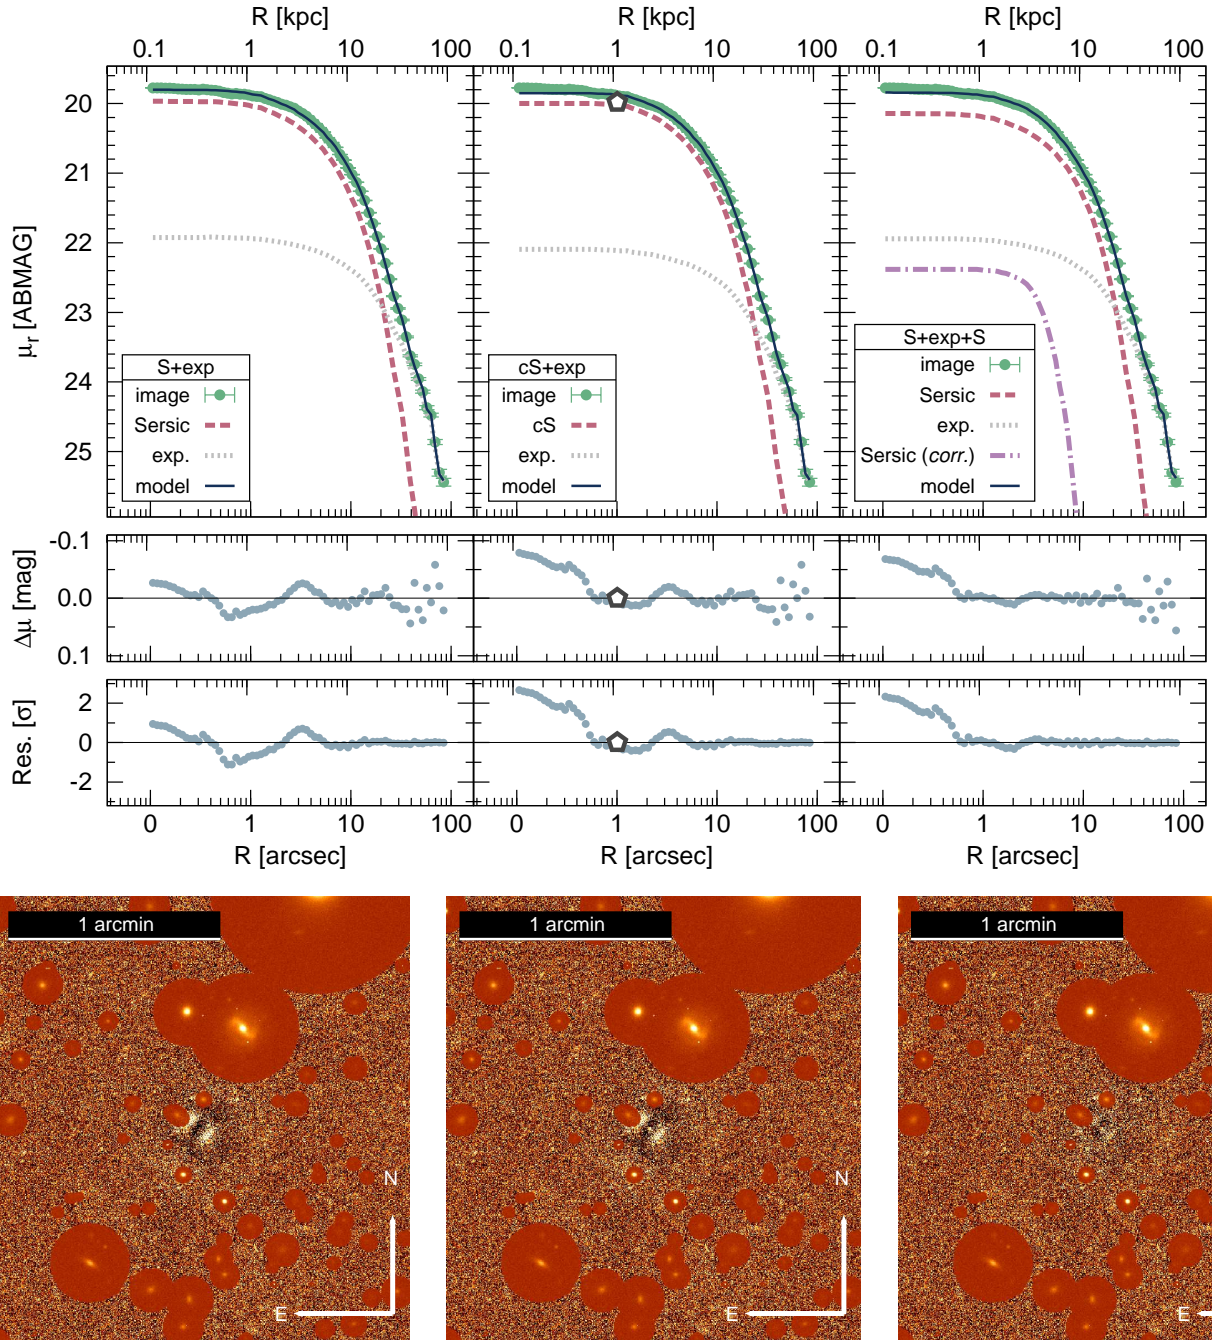 R [kpc] R [kpc] R [kpc]
0.1 1 10 100 0.1 1 10 100 0.1 1 10 100
20
21
22
23
24
25
μr [ABMAG]
S+exp
image
Sersic
exp.
model
cS+exp
image
cS
exp.
model
S+exp+S
image
Sersic
exp.
Sersic (corr.)
model
-0.1
0.0
0.1
Δμ [mag]
2
0
-2
Res. [σ]
0 1 10 100 0 1 10 100 0 1 10 100
R [arcsec] R [arcsec] R [arcsec]
1 arcmin 1 arcmin 1 arcmin
N N
E E E